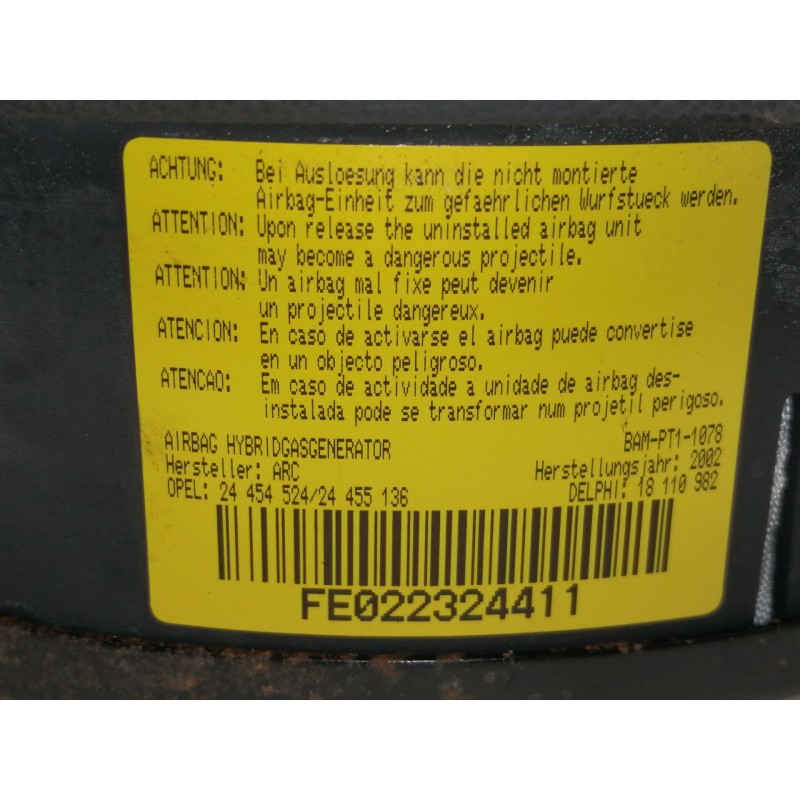 ACHTUNG: Bei Ausloesung kann die nicht montierte
Airbag-Einheit zum gefaehrlichen Wurfstueck werden.
ATTENTION: Upon release the uninstalled airbag unit
may become a dangerous projectile.
ATTENTION: Un airbag mal fixe peut devenir
un projectile dangereux.
ATENCION: En caso de activarse el airbag puede convertise
en un objecto peligroso.
ATENCAO: Em caso de actividade a unidade de airbag des-
instalada pode se transformar num projetil perigoso.
AIRBAG HYBRIDGASGENERATOR BAM-PT1-1078
Hersteller: ARC Herstellungsjahr: 2002
OPEL: 24 454 524/24 455 136 DELPHI: 18 110 982
FE022324411